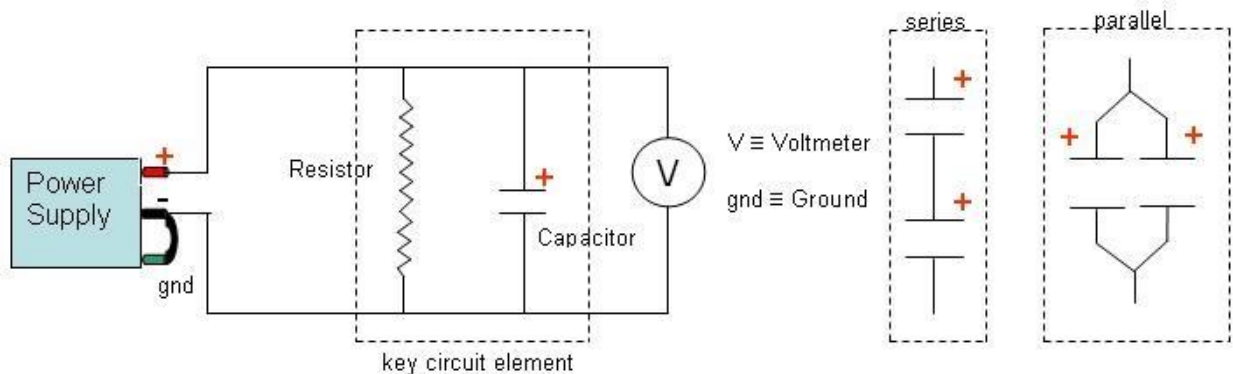 series
parallel
+
+
+
+
+
Power
Supply
-
gnd
Resistor
+
Capacitor
V
V ≡ Voltmeter
gnd ≡ Ground
key circuit element